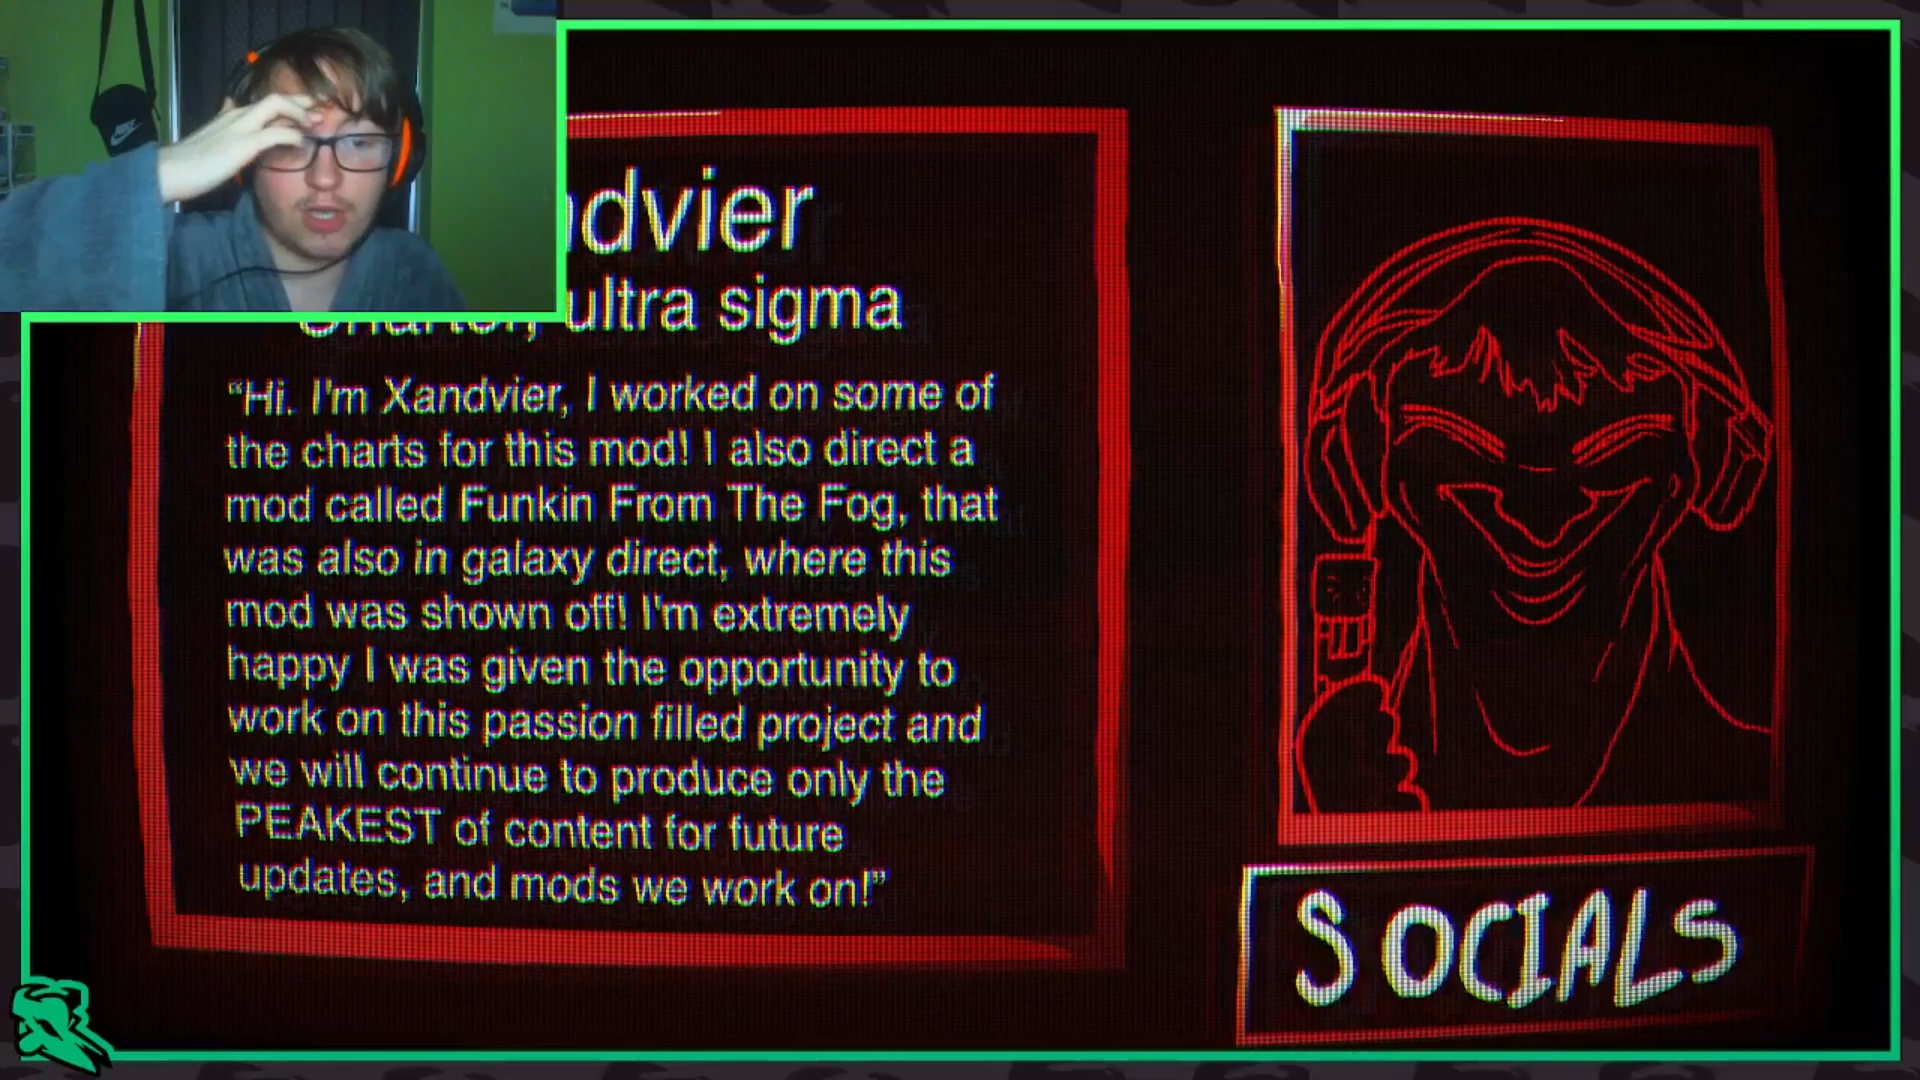 ndvier
Charter, ultra sigma
“Hi. I'm Xandvier, I worked on some of
the charts for this mod! I also direct a
mod called Funkin From The Fog, that
was also in galaxy direct, where this
mod was shown off! I'm extremely
happy I was given the opportunity to
work on this passion filled project and
we will continue to produce only the
PEAKEST of content for future
updates, and mods we work on!”
SOCIALS